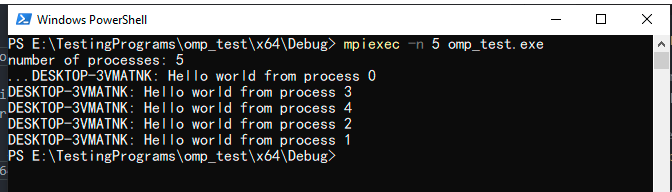 Windows PowerShell
PS E:\TestingPrograms\omp_test\x64\Debug> mpiexec -n 5 omp_test.exe
number of processes: 5
...DESKTOP-3VMATNK: Hello world from process 0
DESKTOP-3VMATNK: Hello world from process 3
DESKTOP-3VMATNK: Hello world from process 4
DESKTOP-3VMATNK: Hello world from process 2
DESKTOP-3VMATNK: Hello world from process 1
PS E:\TestingPrograms\omp_test\x64\Debug>